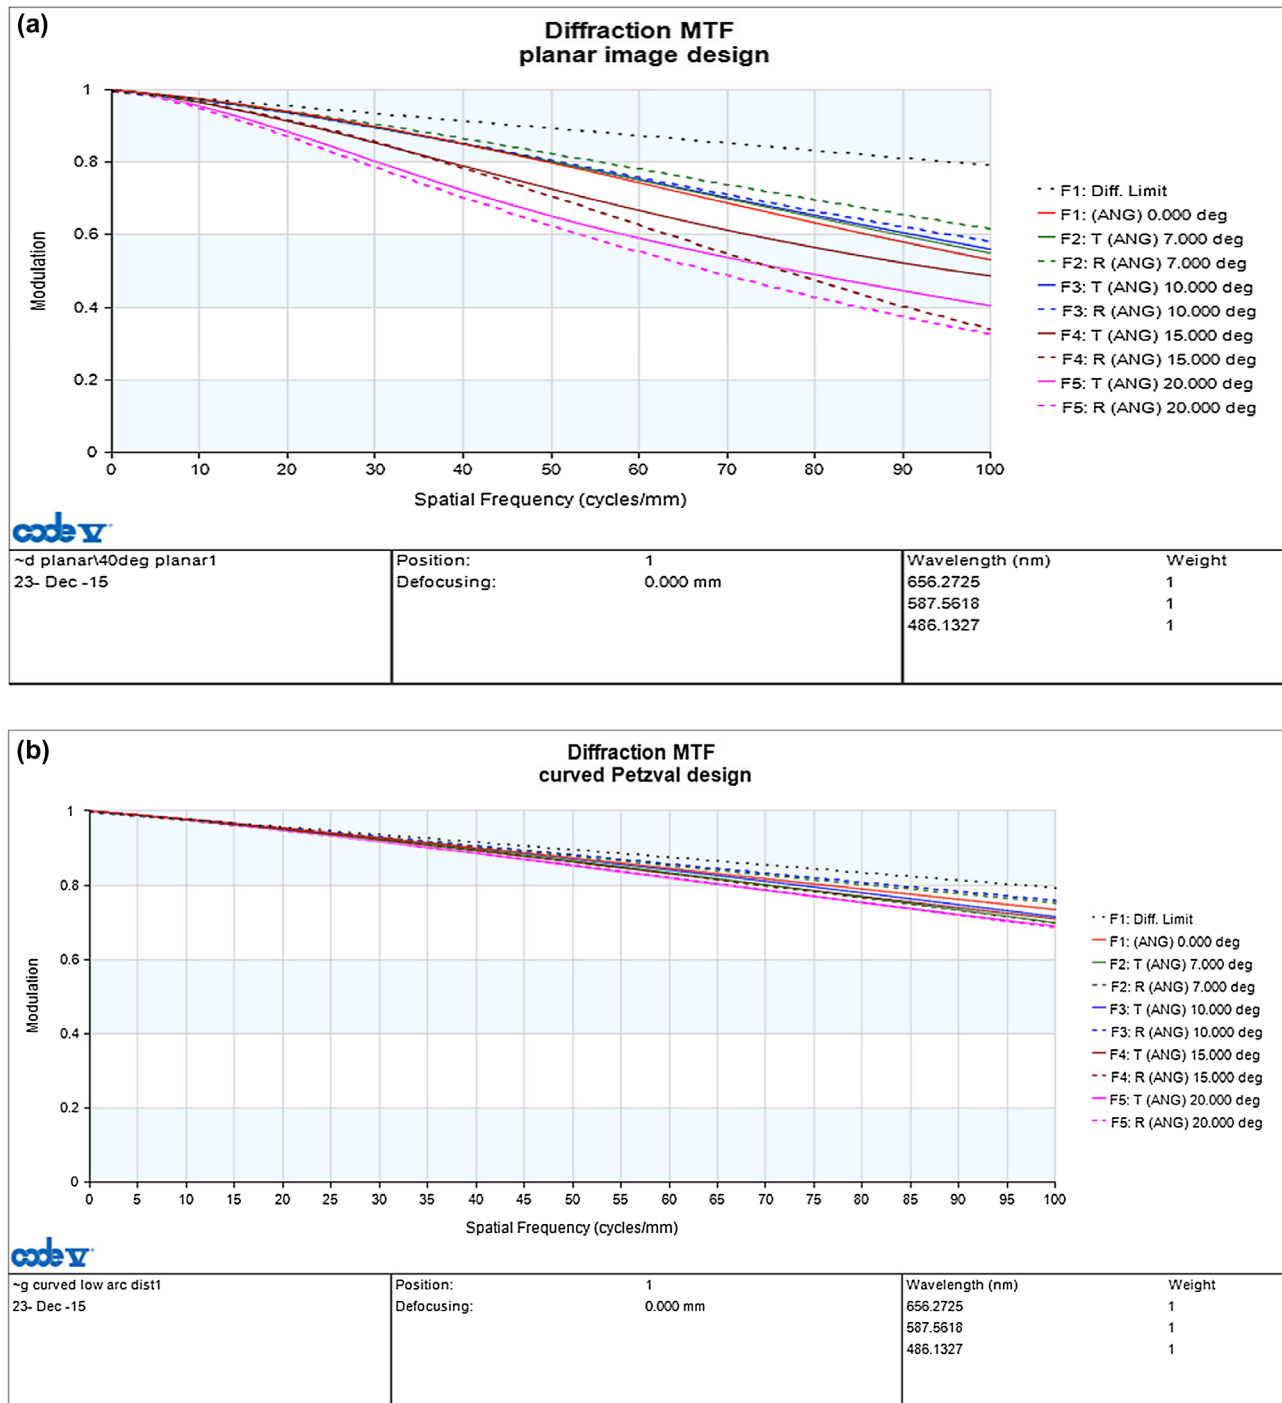 (a)
Diffraction MTF
planar image design
1
0.8
0.6
0.4
0.2
0
Modulation
0 10 20 30 40 50 60 70 80 90 100
Spatial Frequency (cycles/mm)
F1: Diff. Limit
F1: (ANG) 0.000 deg
F2: T (ANG) 7.000 deg
F2: R (ANG) 7.000 deg
F3: T (ANG) 10.000 deg
F3: R (ANG) 10.000 deg
F4: T (ANG) 15.000 deg
F4: R (ANG) 15.000 deg
F5: T (ANG) 20.000 deg
F5: R (ANG) 20.000 deg
code V
~d planar\40deg planar1
23- Dec -15
Position: 1
Defocusing: 0.000 mm
Wavelength (nm) Weight
656.2725 1
587.5618 1
486.1327 1
(b)
Diffraction MTF
curved Petzval design
1
0.8
0.6
0.4
0.2
0
Modulation
0 5 10 15 20 25 30 35 40 45 50 55 60 65 70 75 80 85 90 95 100
Spatial Frequency (cycles/mm)
F1: Diff. Limit
F1: (ANG) 0.000 deg
F2: T (ANG) 7.000 deg
F2: R (ANG) 7.000 deg
F3: T (ANG) 10.000 deg
F3: R (ANG) 10.000 deg
F4: T (ANG) 15.000 deg
F4: R (ANG) 15.000 deg
F5: T (ANG) 20.000 deg
F5: R (ANG) 20.000 deg
code V
~g curved low arc dist1
23- Dec -15
Position: 1
Defocusing: 0.000 mm
Wavelength (nm) Weight
656.2725 1
587.5618 1
486.1327 1